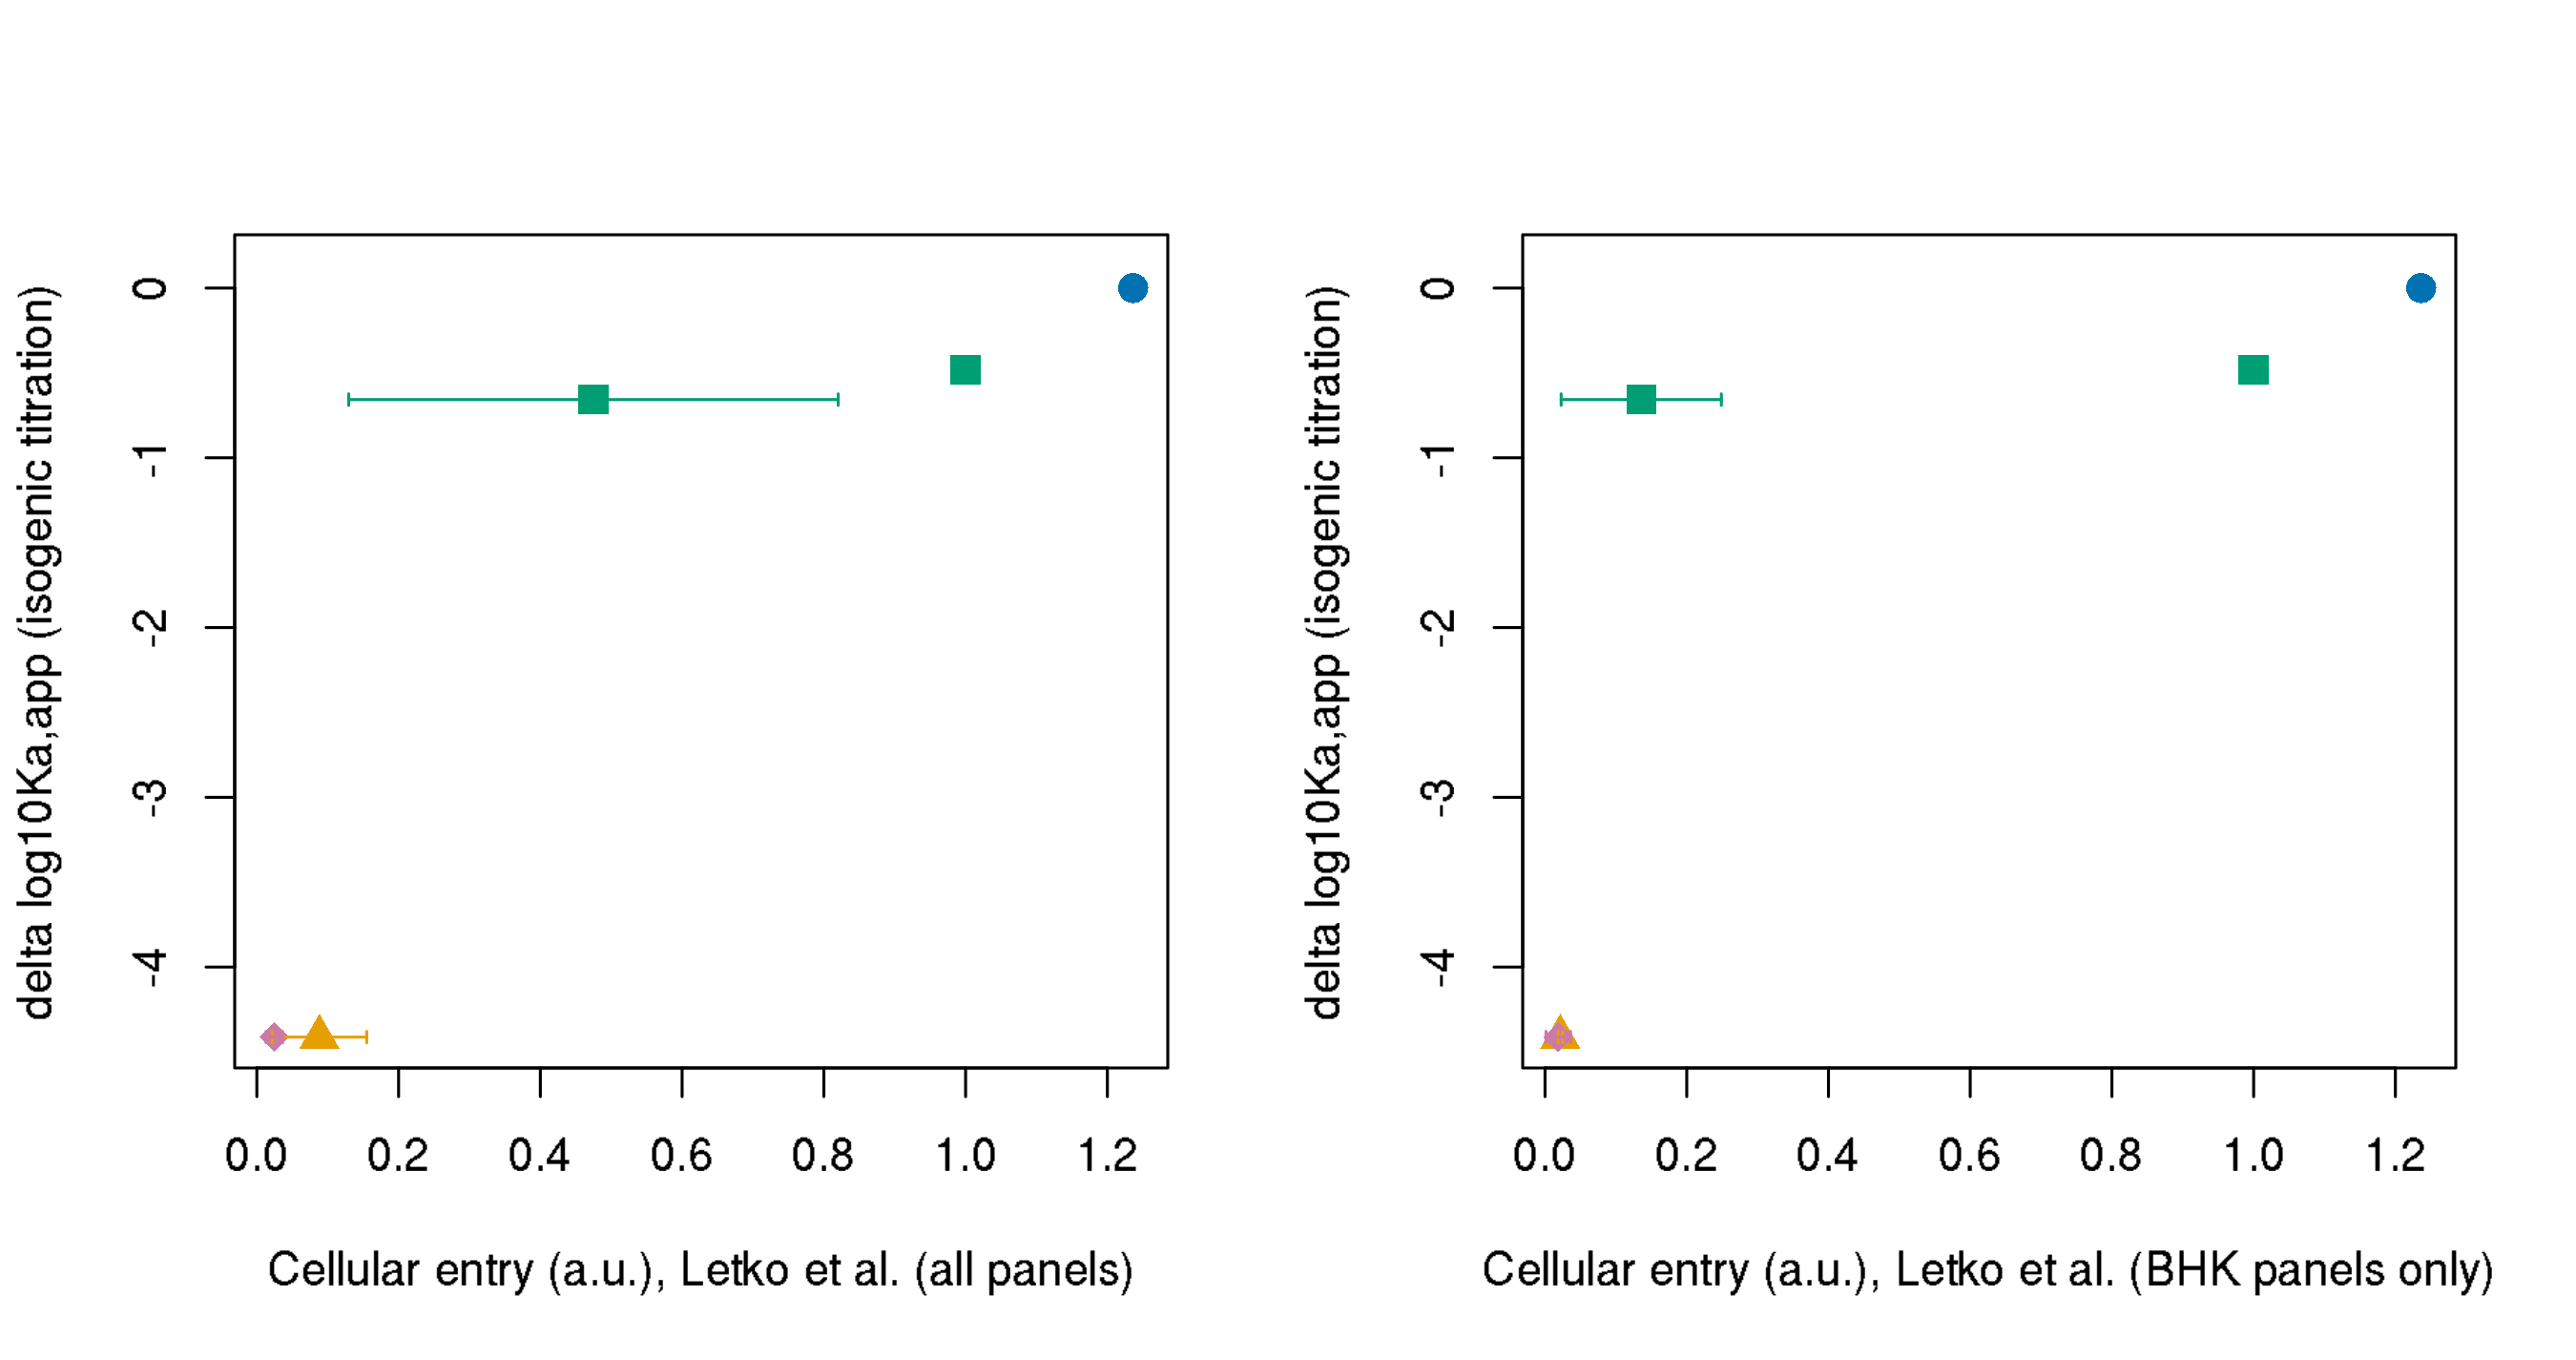 delta log10Ka,app (isogenic titration)
0
-1
-2
-3
-4
0.0 0.2 0.4 0.6 0.8 1.0 1.2
Cellular entry (a.u.), Letko et al. (all panels)
delta log10Ka,app (isogenic titration)
0
-1
-2
-3
-4
0.0 0.2 0.4 0.6 0.8 1.0 1.2
Cellular entry (a.u.), Letko et al. (BHK panels only)